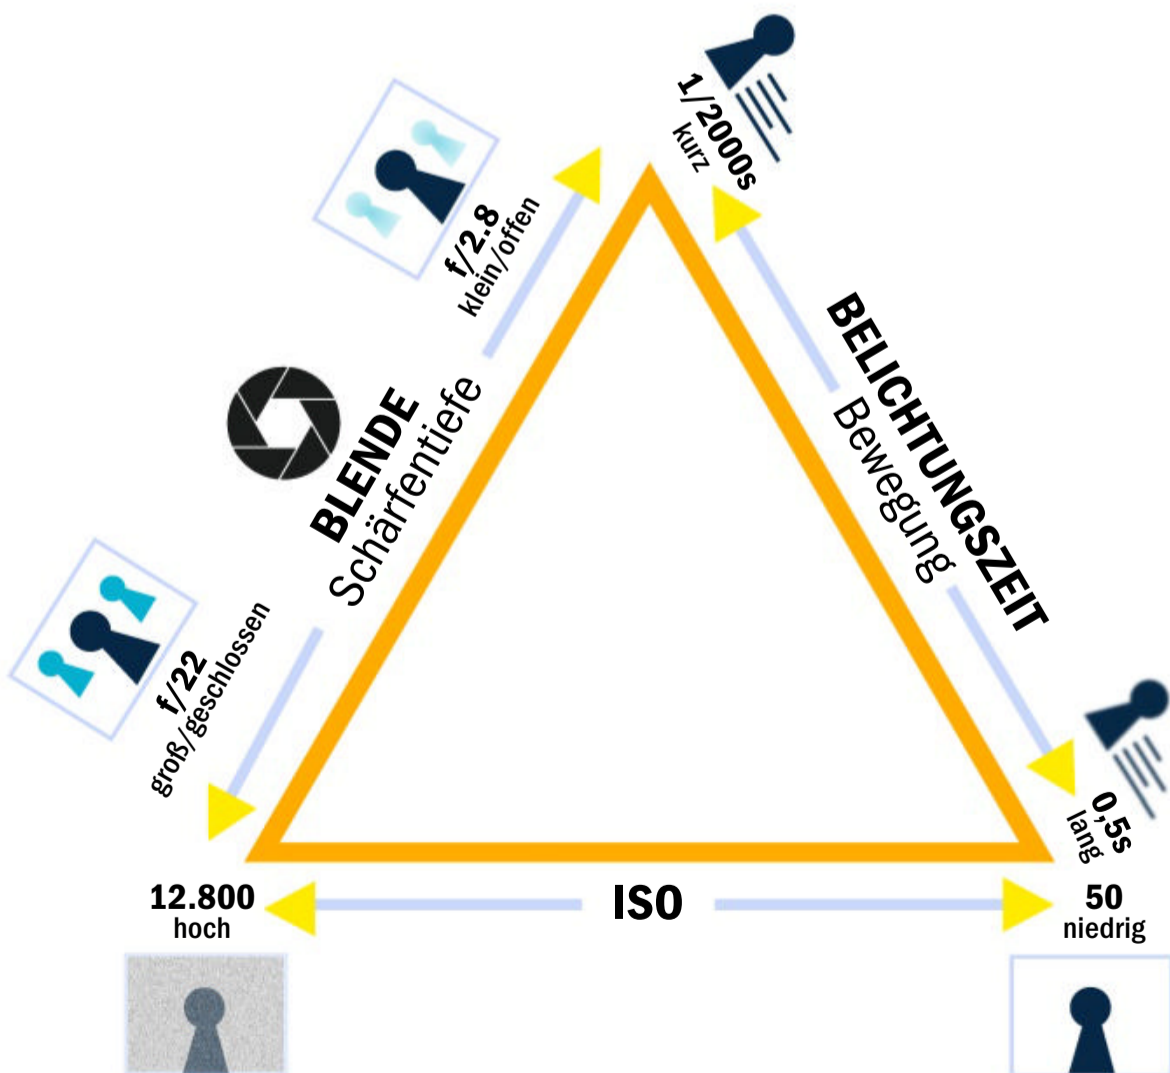 1/2000s
kurz
f/2.8
klein/offen
BLENDE
Schärfentiefe
BELICHTUNGSZEIT
Bewegung
f/22
groß/geschlossen
0,5s
lang
12.800
hoch
ISO
50
niedrig